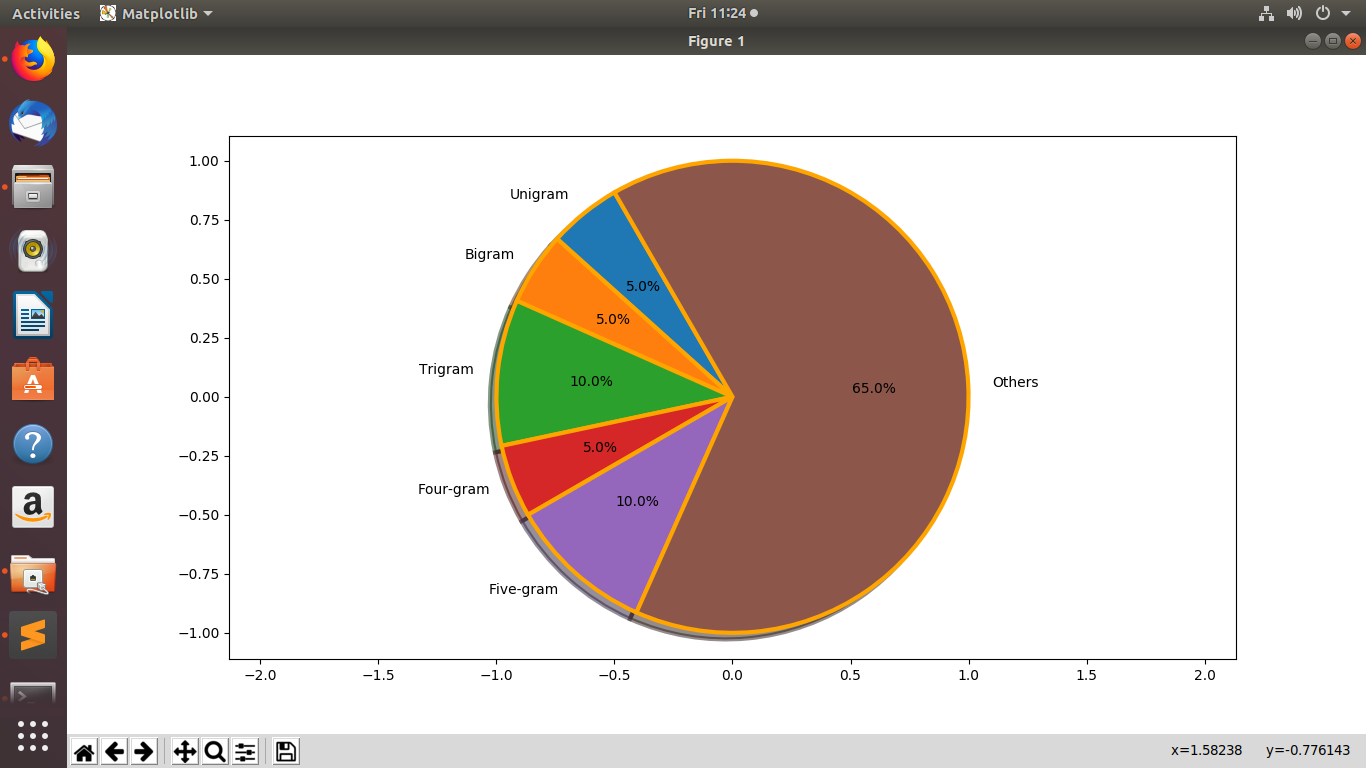 Activities Matplotlib Fri 11:24
Figure 1
1.00
0.75
0.50
0.25
0.00
−0.25
−0.50
−0.75
−1.00
Unigram
Bigram
Trigram
Four-gram
Five-gram
Others
5.0%
5.0%
10.0%
5.0%
10.0%
65.0%
−2.0 −1.5 −1.0 −0.5 0.0 0.5 1.0 1.5 2.0
x=1.58238 y=-0.776143